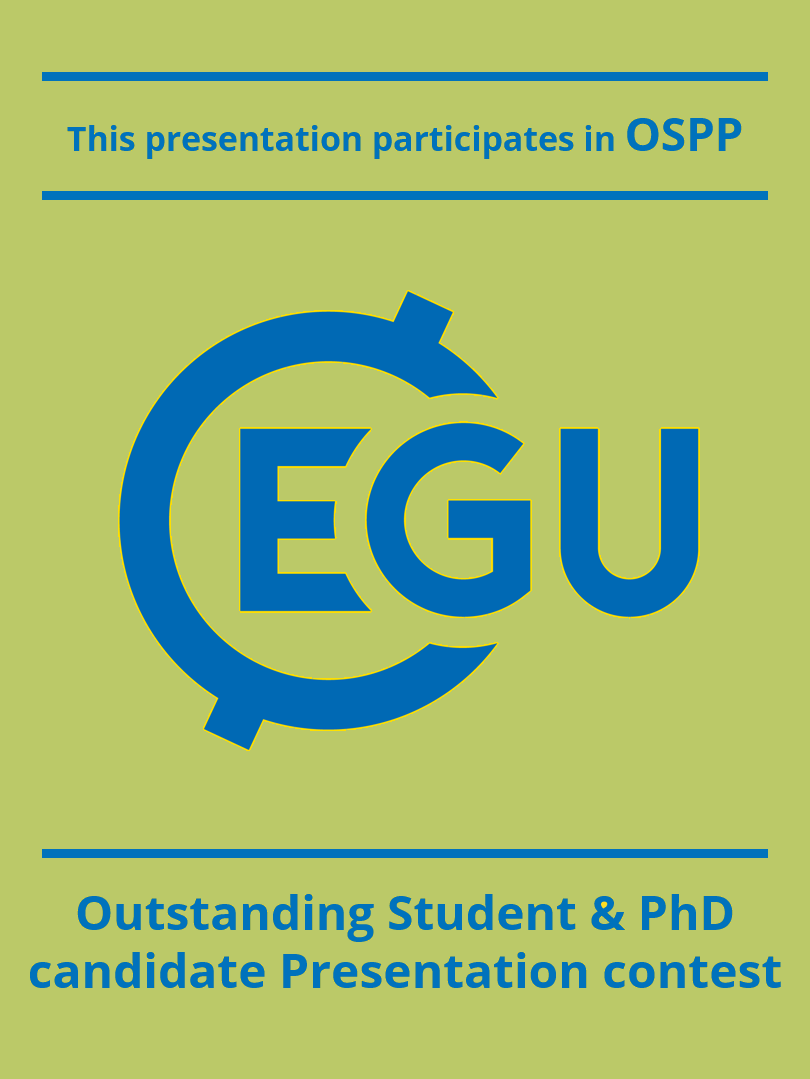 This presentation participates in OSPP
EGU
Outstanding Student & PhD
candidate Presentation contest